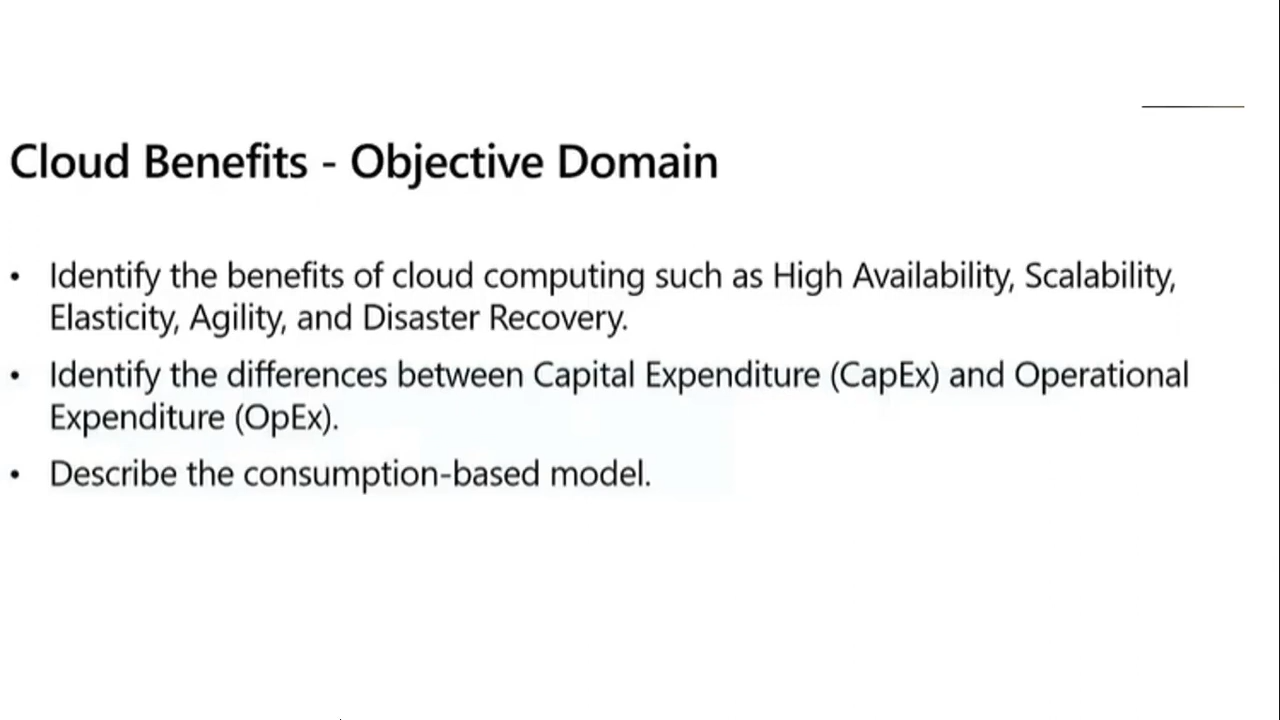 Cloud Benefits - Objective Domain
• Identify the benefits of cloud computing such as High Availability, Scalability,
Elasticity, Agility, and Disaster Recovery.
• Identify the differences between Capital Expenditure (CapEx) and Operational
Expenditure (OpEx).
• Describe the consumption-based model.